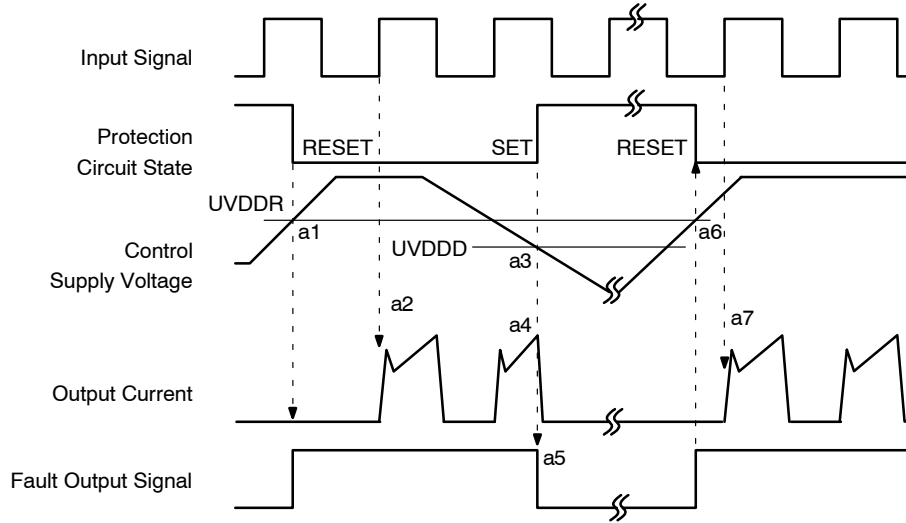 Input Signal
Protection
Circuit State
RESET
SET
RESET
UVDDR
a1
a6
Control
Supply Voltage
UVDDD
a3
a2
a4
a7
Output Current
a5
Fault Output Signal